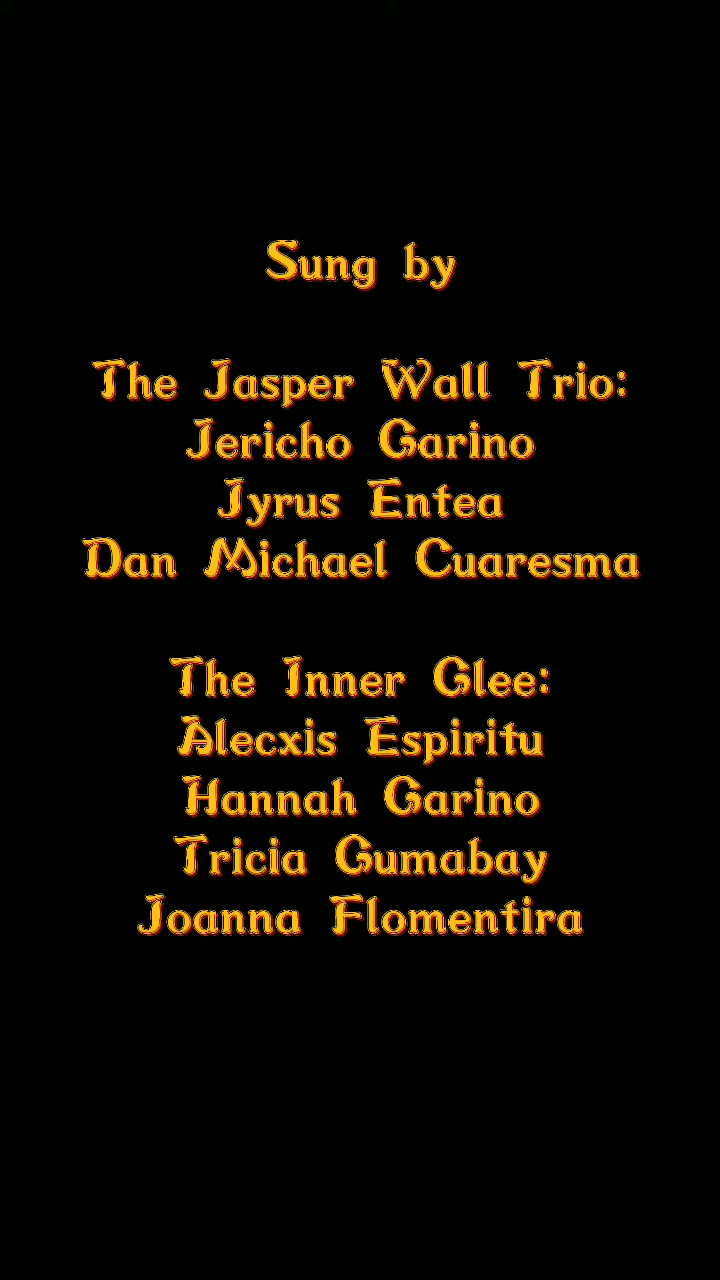 Sung by
The Jasper Wall Trio:
Jericho Garino
Jyrus Entea
Dan Michael Cuaresma
The Inner Glee:
Alecxis Espiritu
Hannah Garino
Tricia Gumabay
Joanna Flomentira